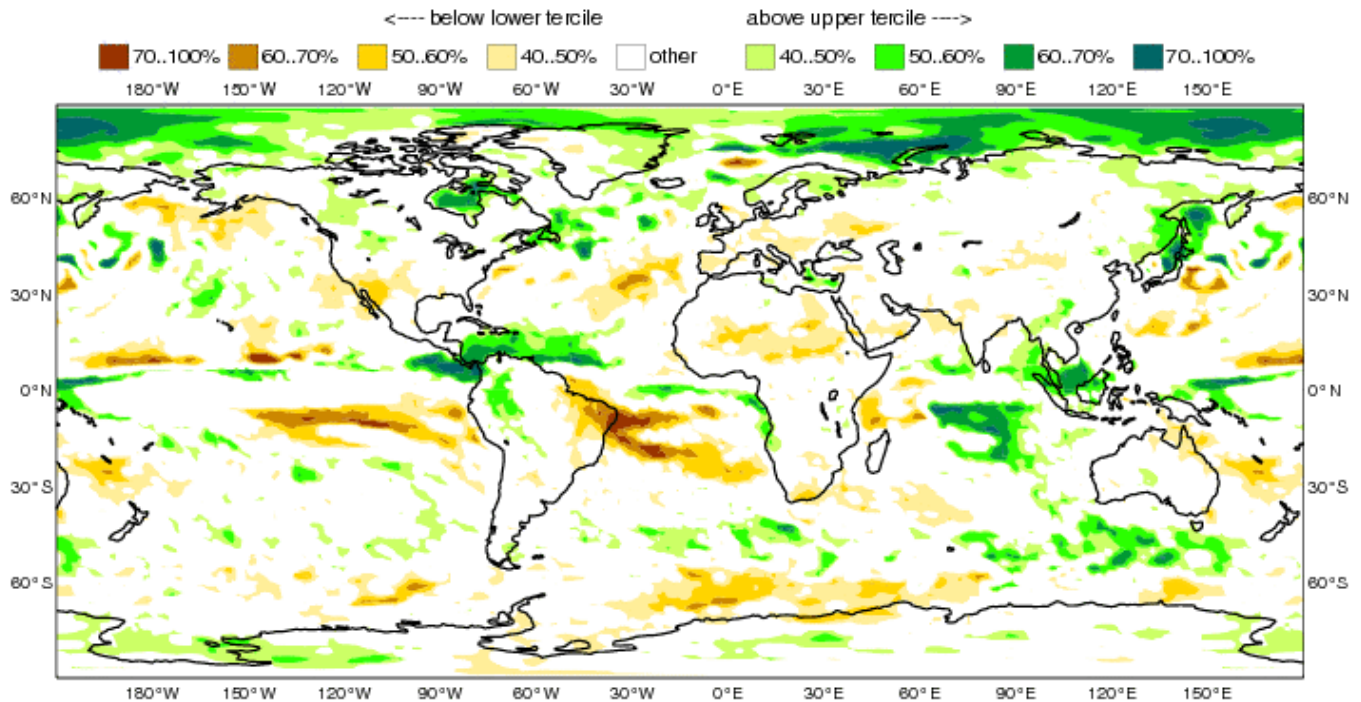 <---- below lower tercile above upper tercile ---->
70..100% 60..70% 50..60% 40..50% other 40..50% 50..60% 60..70% 70..100%
180°W 150°W 120°W 90°W 60°W 30°W 0°E 30°E 60°E 90°E 120°E 150°E
60°N 60°N
30°N 30°N
0°N 0°N
30°S 30°S
60°S 60°S
180°W 150°W 120°W 90°W 60°W 30°W 0°E 30°E 60°E 90°E 120°E 150°E